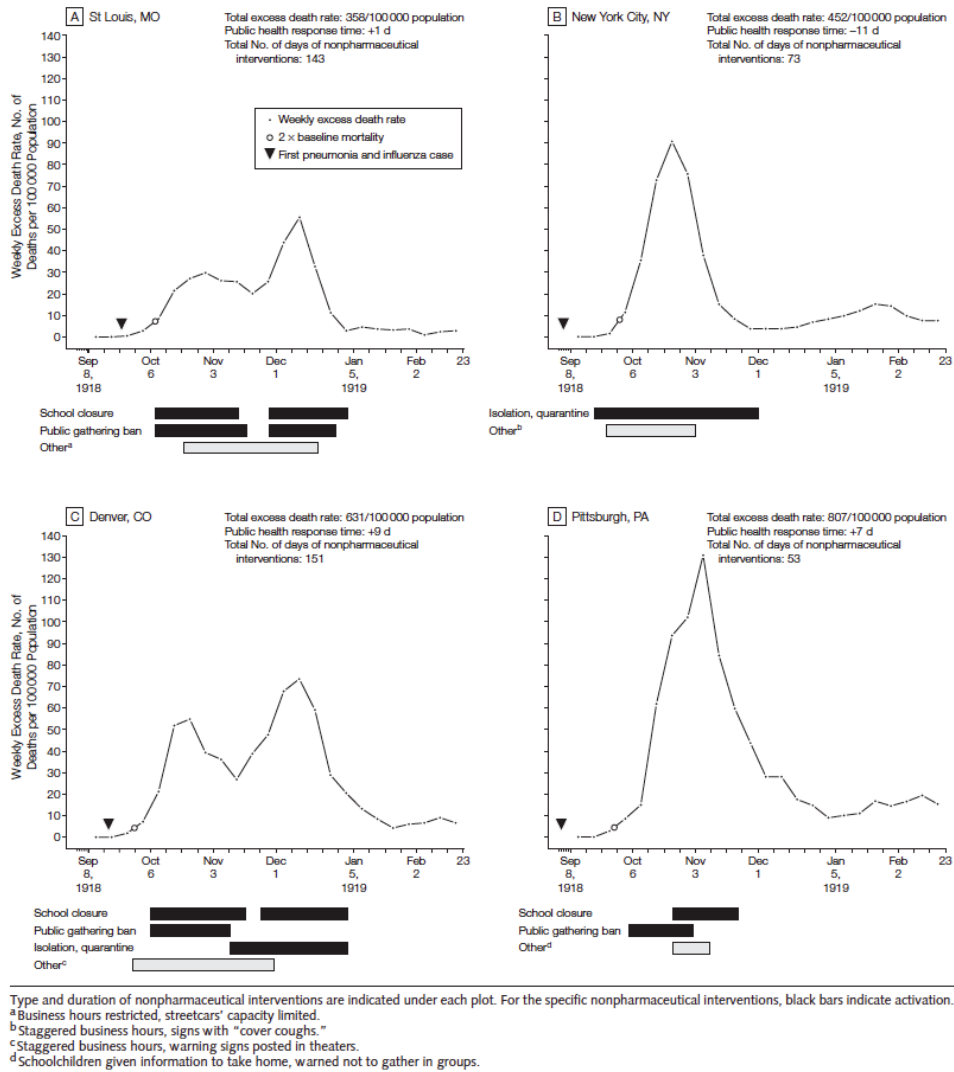 A St Louis, MO
Total excess death rate: 358/100 000 population
Public health response time: +1 d
Total No. of days of nonpharmaceutical
interventions: 143
Weekly Excess Death Rate, No. of
Deaths per 100 000 Population
140
130
120
110
100
90
80
70
60
50
40
30
20
10
0
Weekly excess death rate
2 × baseline mortality
First pneumonia and influenza case
Sep Oct Nov Dec Jan Feb 23
8, 6 3 1 5, 2
1918 1919
School closure
Public gathering ban
Other a
B New York City, NY
Total excess death rate: 452/100 000 population
Public health response time: –11 d
Total No. of days of nonpharmaceutical
interventions: 73
Sep Oct Nov Dec Jan Feb 23
8, 6 3 1 5, 2
1918 1919
Isolation, quarantine
Other b
C Denver, CO
Total excess death rate: 631/100 000 population
Public health response time: +9 d
Total No. of days of nonpharmaceutical
interventions: 151
Weekly Excess Death Rate, No. of
Deaths per 100 000 Population
140
130
120
110
100
90
80
70
60
50
40
30
20
10
0
Sep Oct Nov Dec Jan Feb 23
8, 6 3 1 5, 2
1918 1919
School closure
Public gathering ban
Isolation, quarantine
Other c
D Pittsburgh, PA
Total excess death rate: 807/100 000 population
Public health response time: +7 d
Total No. of days of nonpharmaceutical
interventions: 53
Sep Oct Nov Dec Jan Feb 23
8, 6 3 1 5, 2
1918 1919
School closure
Public gathering ban
Other d
Type and duration of nonpharmaceutical interventions are indicated under each plot. For the specific nonpharmaceutical interventions, black bars indicate activation.
a Business hours restricted, streetcars' capacity limited.
b Staggered business hours, signs with "cover coughs."
c Staggered business hours, warning signs posted in theaters.
d Schoolchildren given information to take home, warned not to gather in groups.